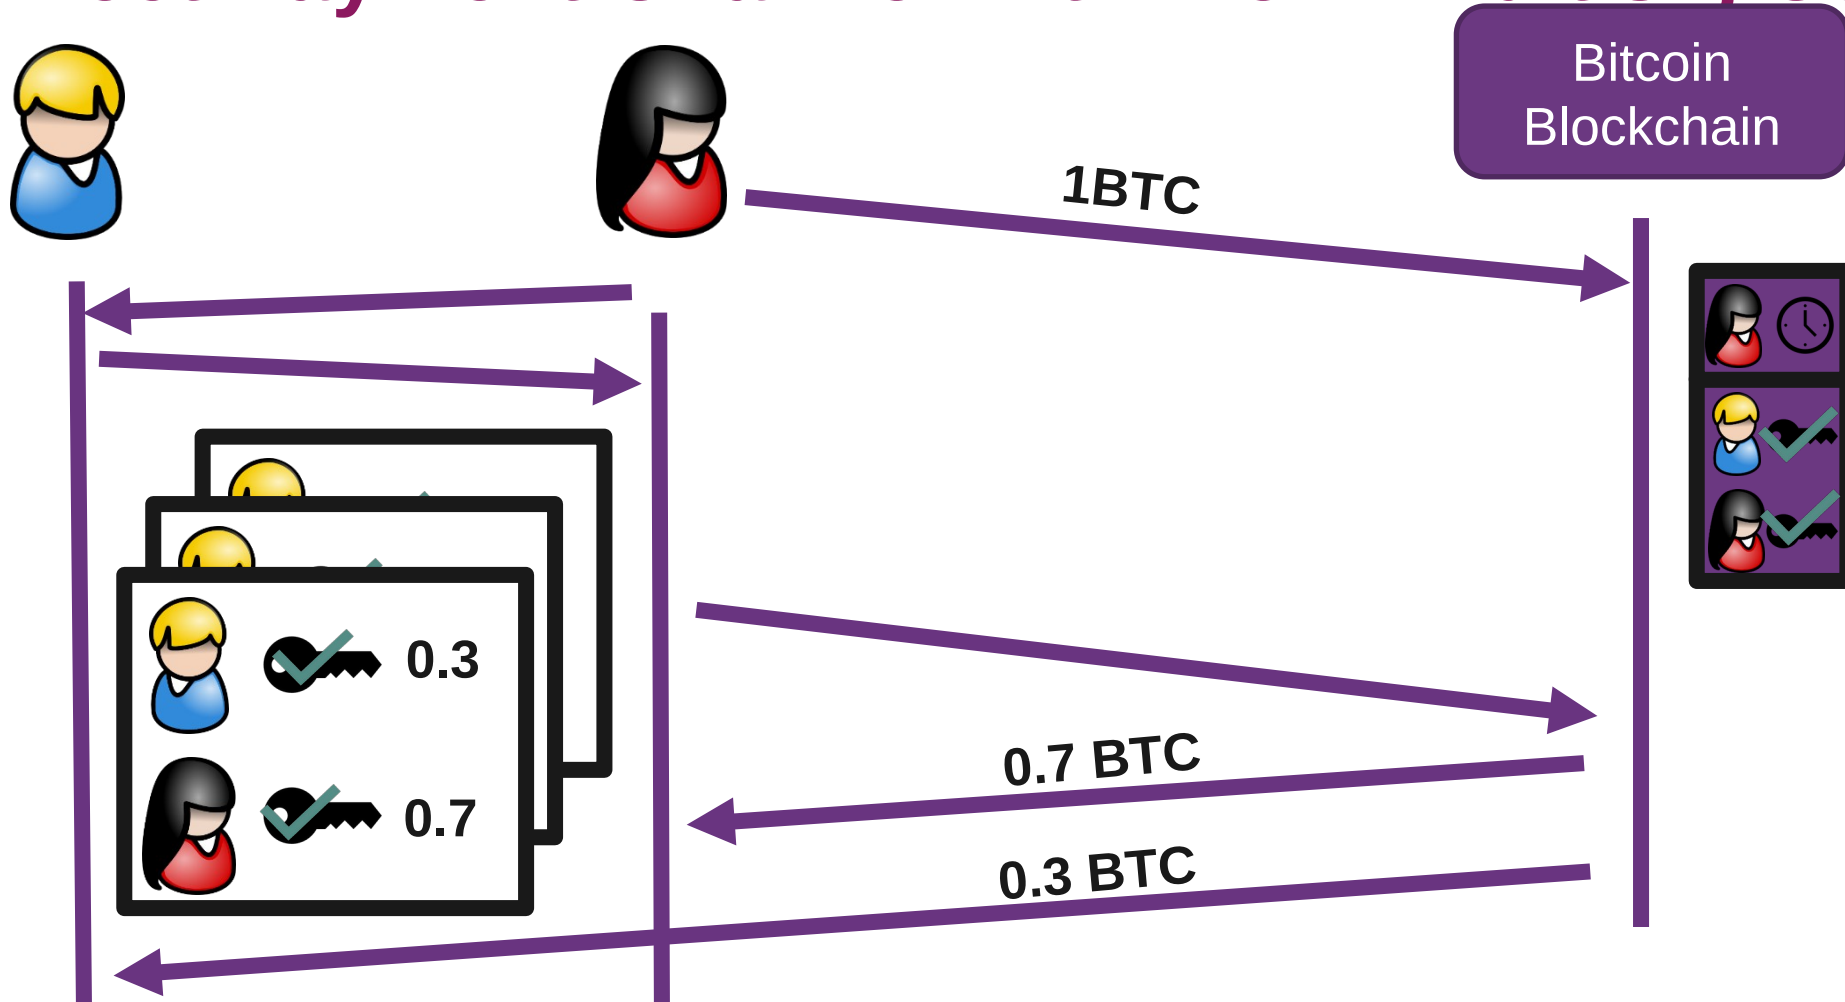 Bitcoin
Blockchain
1BTC
0.3
0.7
0.7 BTC
0.3 BTC